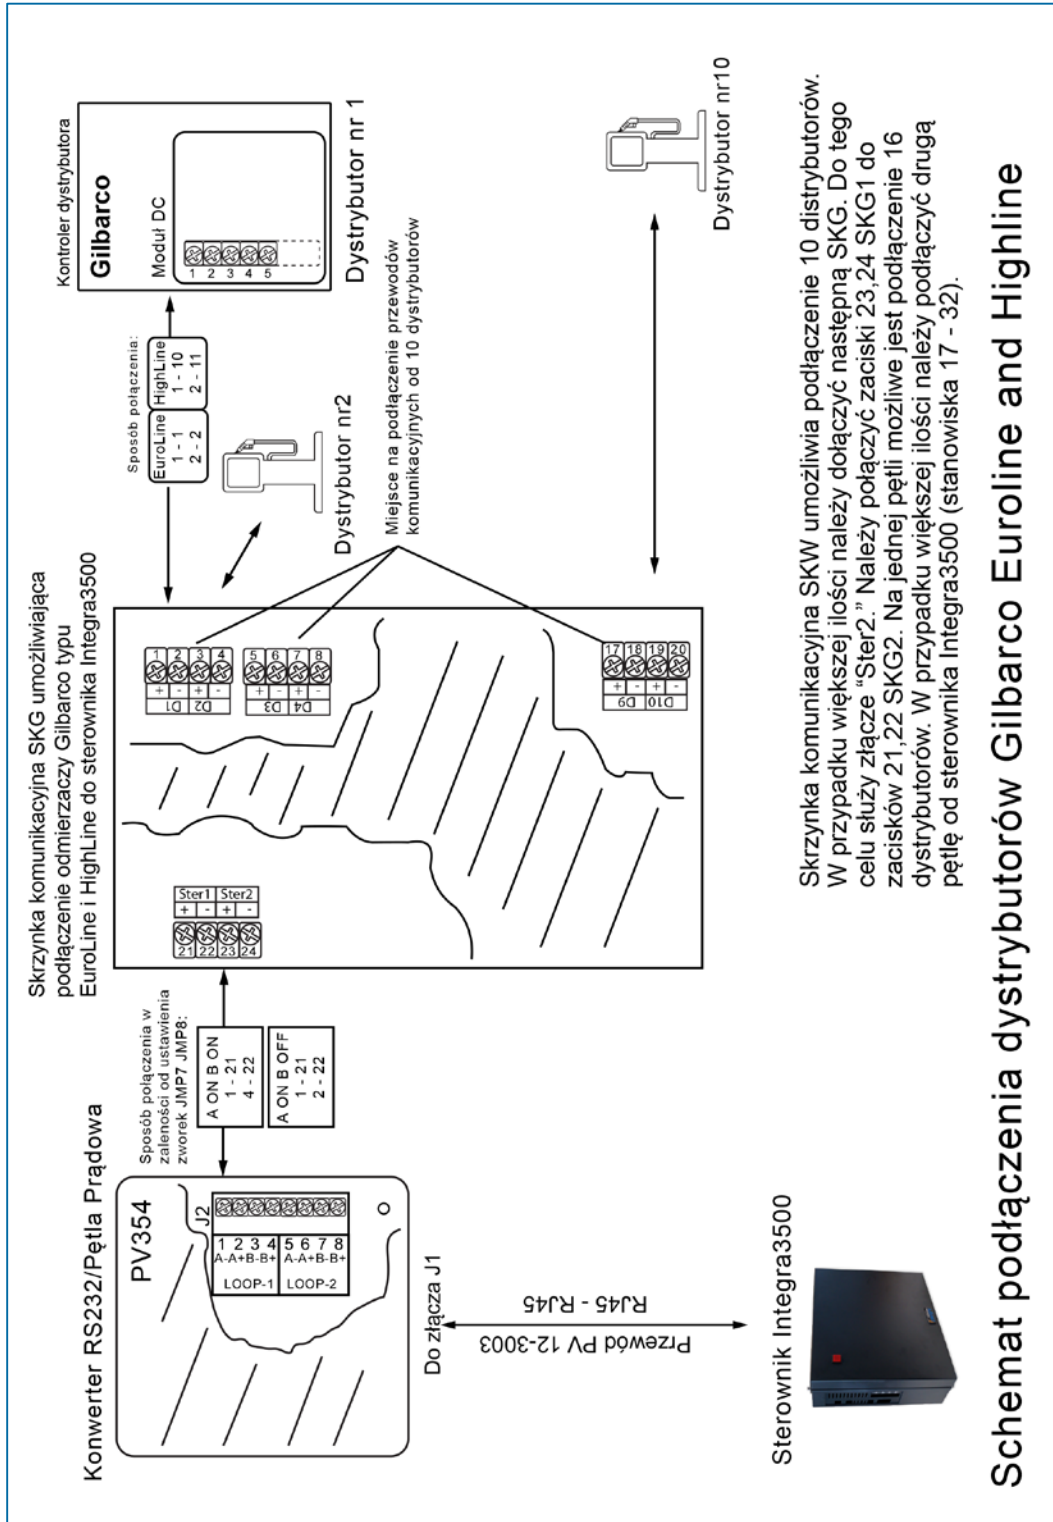 Konwerter RS232/Pętla Prądowa
PV354
J2
1 2 3 4 5 6 7 8
A-A+B-B+ A-A+B-B+
LOOP-1 LOOP-2
Do złącza J1
Przewód PV 12-3003
RJ45 - RJ45
Sterownik Integra3500
Sposób połączenia w
zaleności od ustawienia
zworek JMP7 JMP8:
A ON B ON
1 - 21
4 - 22
A ON B OFF
1 - 21
2 - 22
Skrzynka komunikacyjna SKG umożliwiająca
podłączenie odmierzaczy Gilbarco typu
EuroLine i HighLine do sterownika Integra3500
Ster1 Ster2
+ - + -
21 22 23 24
1 2 3 4
+ - + -
D1 D2
5 6 7 8
+ - + -
D3 D4
17 18 19 20
+ - + -
D9 D10
Sposób połączenia:
EuroLine
1 - 1
2 - 2
HighLine
1 - 10
2 - 11
Kontroler dystrybutora
Gilbarco
Moduł DC
1 2 3 4 5
Dystrybutor nr 1
Dystrybutor nr2
Miejsce na podłączenie przewodów
komunikacyjnych od 10 dystrybutorów
Dystrybutor nr10
Skrzynka komunikacyjna SKW umożliwia podłączenie 10 distrybutorów.
W przypadku większej ilości należy dołączyć następną SKG. Do tego
celu służy złącze “Ster2.” Należy połączyć zaciski 23,24 SKG1 do
zacisków 21,22 SKG2. Na jednej pętli możliwe jest podłączenie 16
dystrybutorów. W przypadku większej ilości należy podłączyć drugą
pętlę od sterownika Integra3500 (stanowiska 17 - 32).
Schemat podłączenia dystrybutorów Gilbarco Euroline and Highline